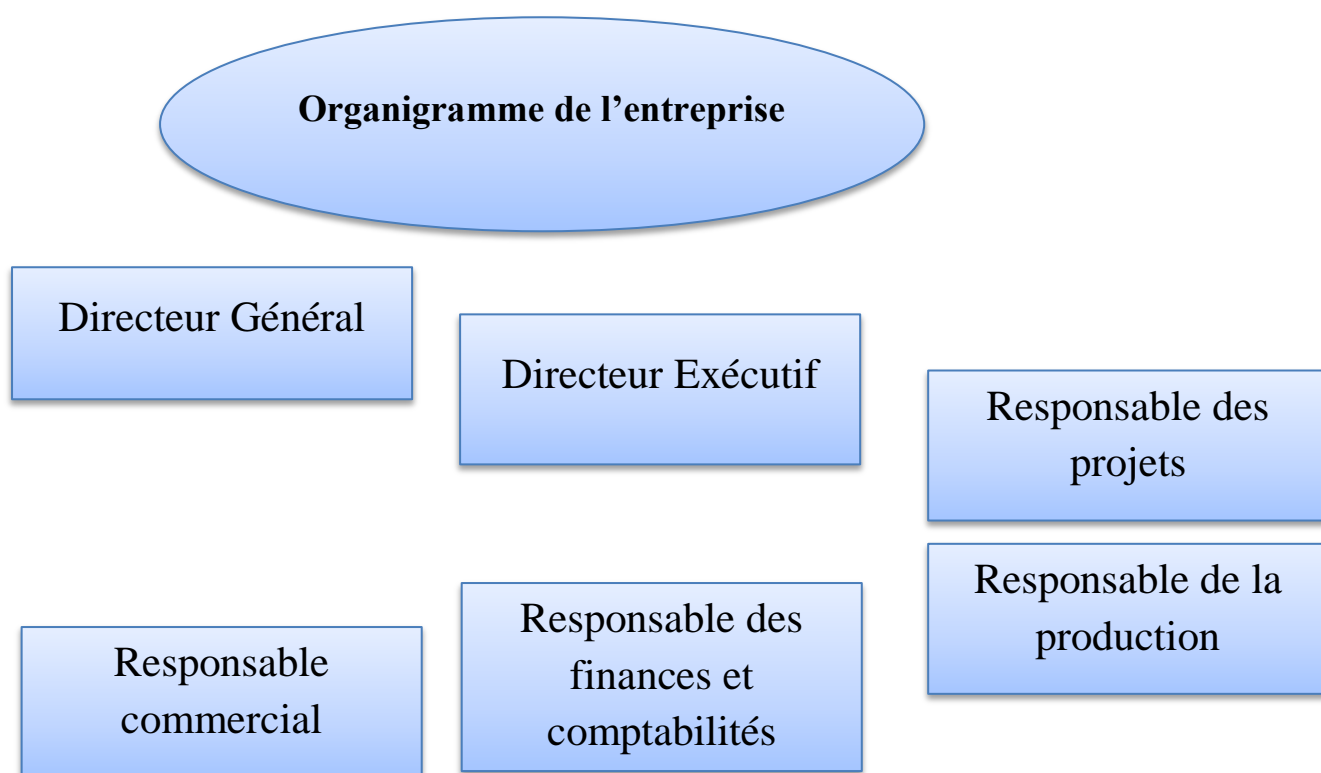 Organigramme de l’entreprise
Directeur Général
Directeur Exécutif
Responsable des
projets
Responsable de la
production
Responsable des
finances et
comptabilités
Responsable
commercial